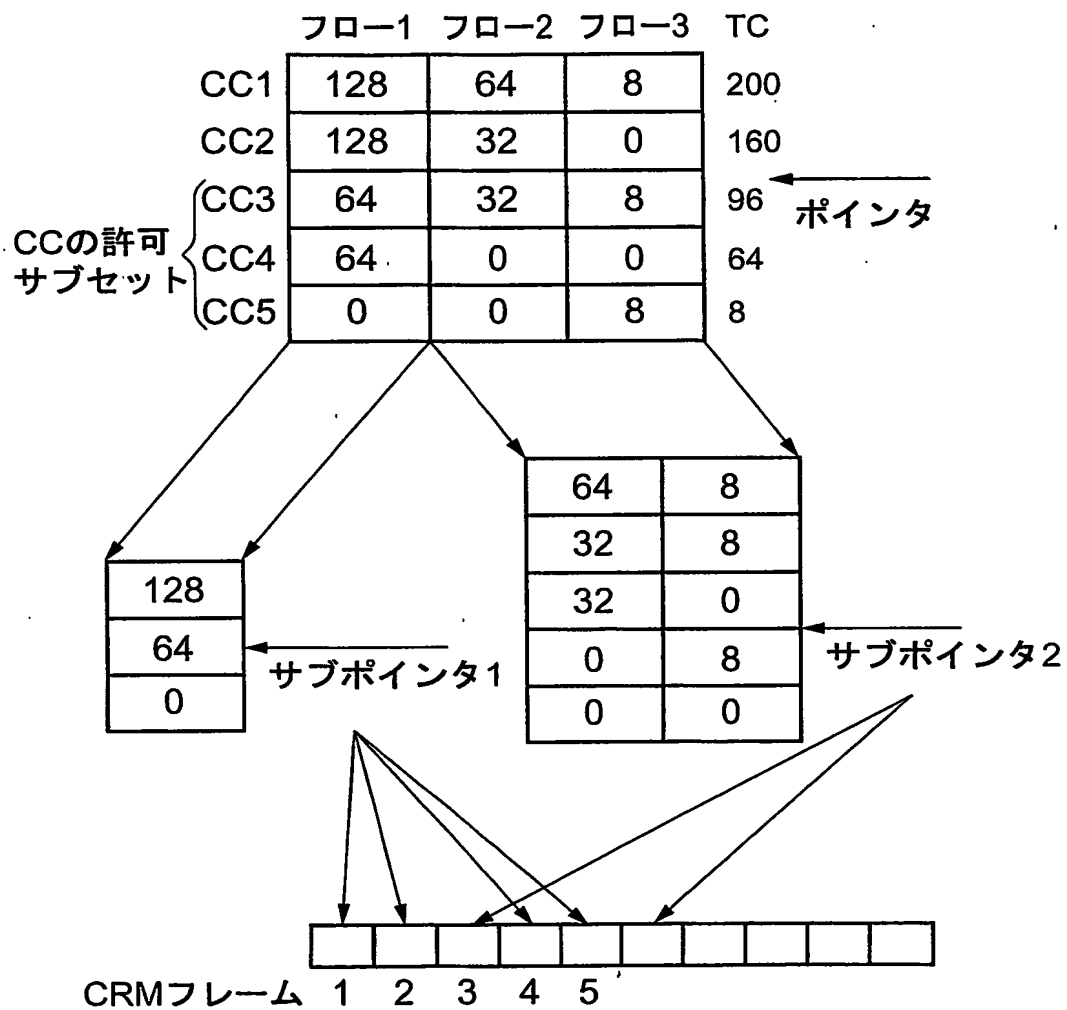 フロー1 フロー2 フロー3 TC
CC1 128 64 8 200
CC2 128 32 0 160
CC3 64 32 8 96
ポインタ
CCの許可
サブセット
CC4 64 0 0 64
CC5 0 0 8 8
64 8
32 8
32 0
0 8
0 0
サブポインタ2
128
64
0
サブポインタ1
CRMフレーム 1 2 3 4 5